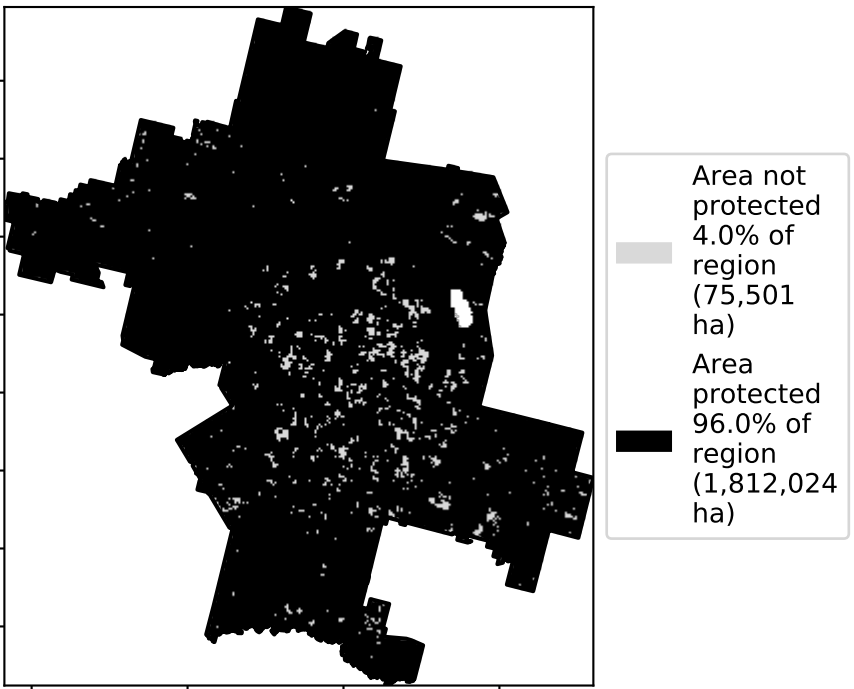 Area not
protected
4.0% of
region
(75,501
ha)
Area
protected
96.0% of
region
(1,812,024
ha)